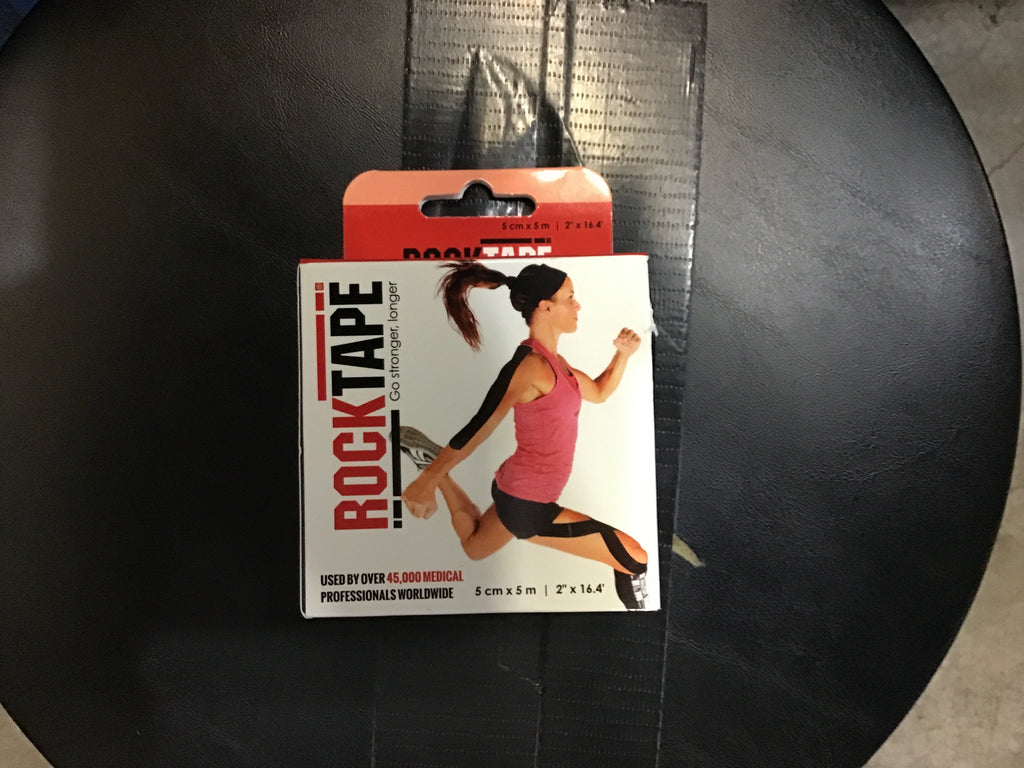 5 cm x 5 m | 2" x 16.4'
ROCKTAPE
ROCKTAPE
Go stronger, longer
USED BY OVER 45,000 MEDICAL
PROFESSIONALS WORLDWIDE
5 cm x 5 m | 2" x 16.4'